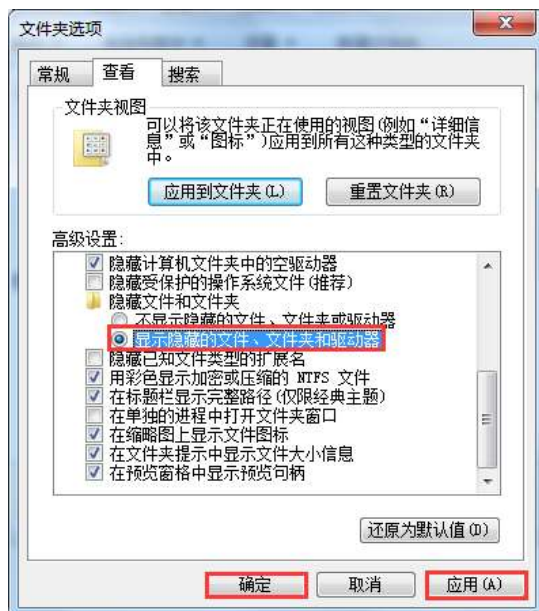 文件夹选项
常规 查看 搜索
文件夹视图
可以将该文件夹正在使用的视图(例如“详细信
息”或“图标”)应用到所有这种类型的文件夹
中。
应用到文件夹(L) 重置文件夹(R)
高级设置:
隐藏计算机文件夹中的空驱动器
隐藏受保护的操作系统文件(推荐)
隐藏文件和文件夹
不显示隐藏的文件、文件夹或驱动器
显示隐藏的文件、文件夹和驱动器
隐藏已知文件类型的扩展名
用彩色显示加密或压缩的 NTFS 文件
在标题栏显示完整路径(仅限经典主题)
在单独的进程中打开文件夹窗口
在缩略图上显示文件图标
在文件夹提示中显示文件大小信息
在预览窗格中显示预览句柄
还原为默认值(D)
确定 取消 应用(A)